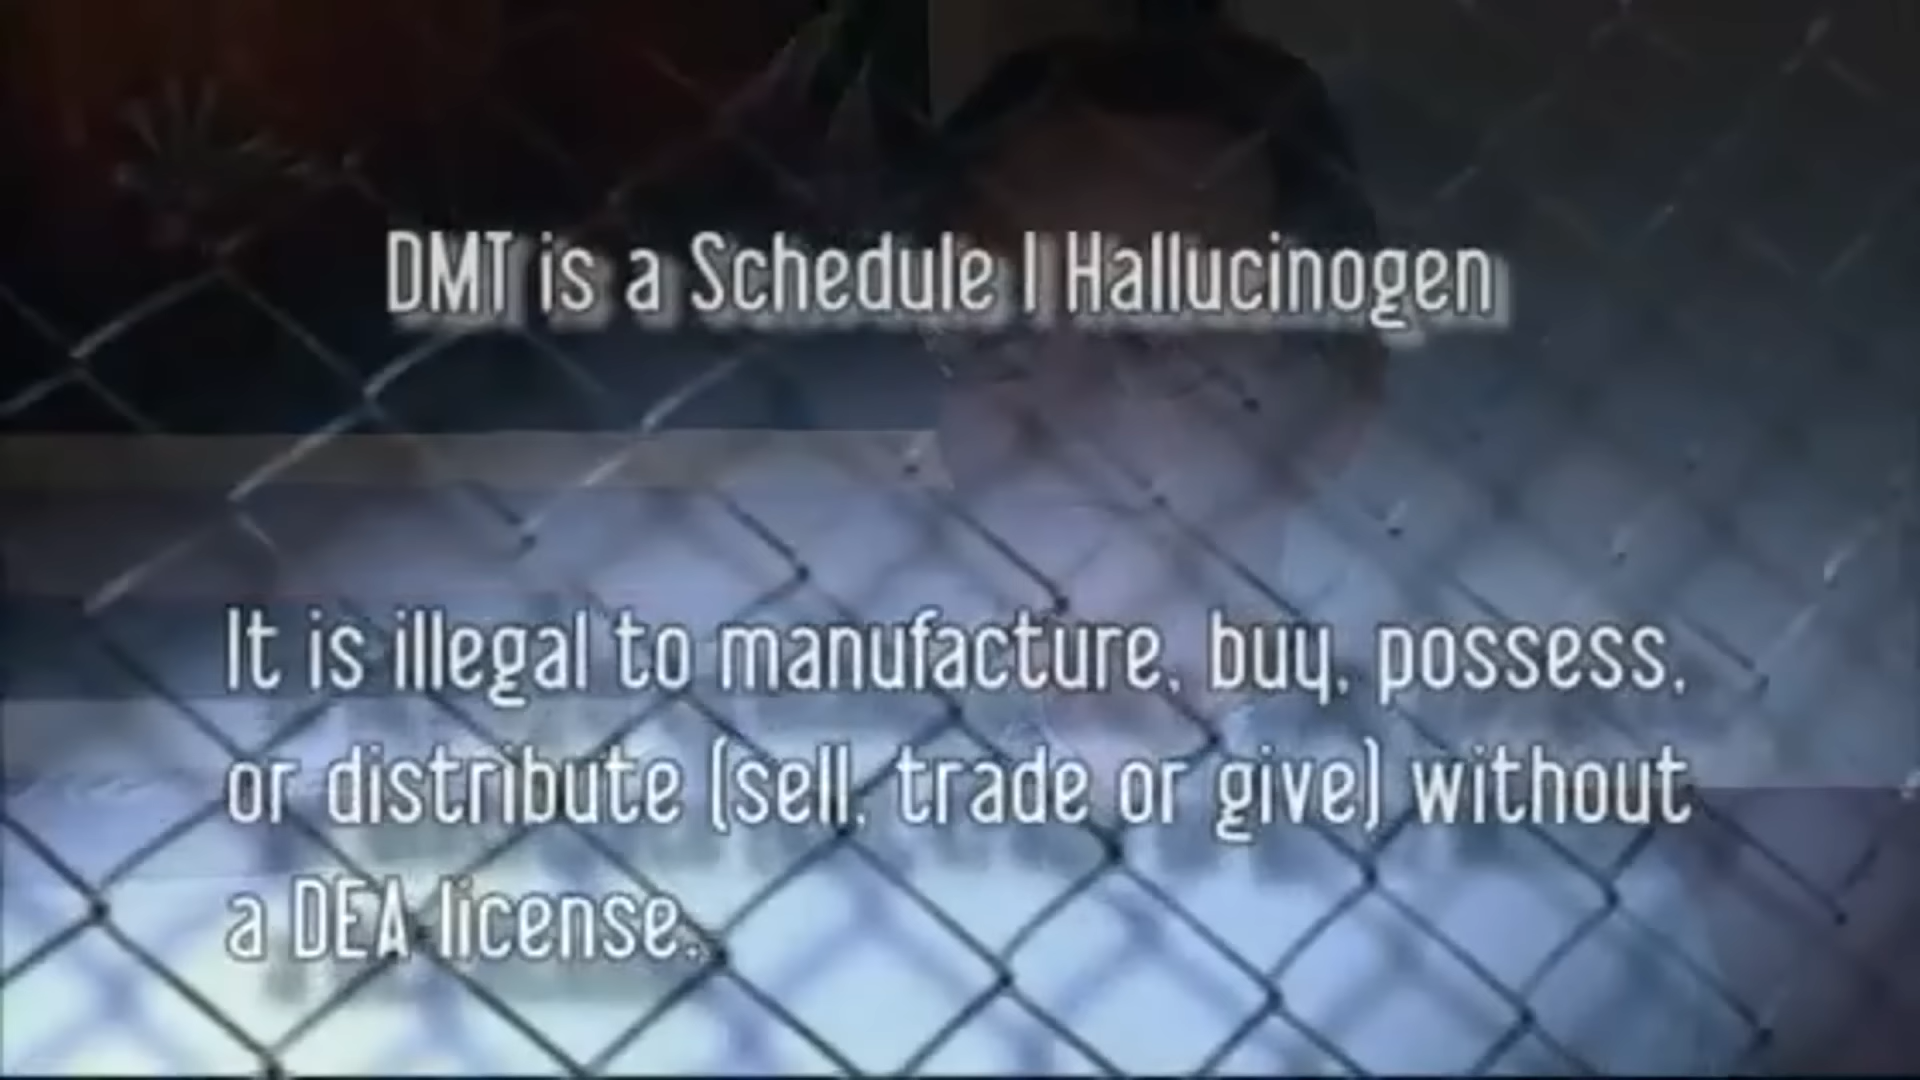 DMT is a Schedule I Hallucinogen
It is illegal to manufacture, buy, possess,
or distribute (sell, trade or give) without
a DEA license.